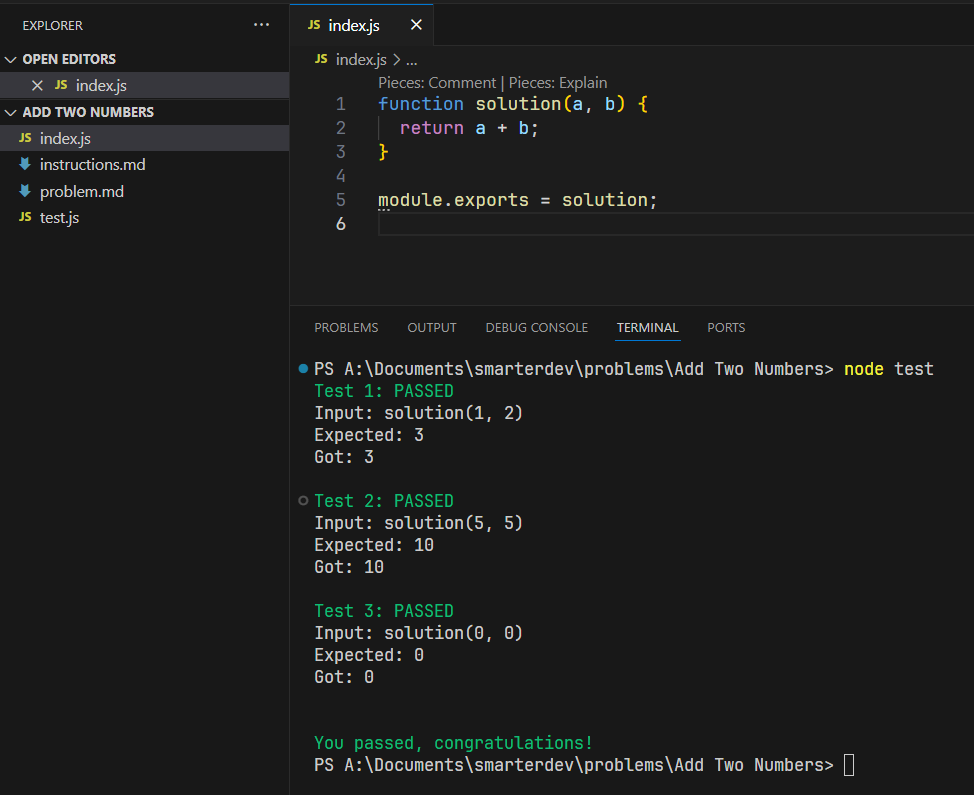 EXPLORER
...
OPEN EDITORS
JS index.js
ADD TWO NUMBERS
JS index.js
instructions.md
problem.md
JS test.js
JS index.js
JS index.js > ...
Pieces: Comment | Pieces: Explain
1 function solution(a, b) {
2 return a + b;
3 }
4
5 module.exports = solution;
6
PROBLEMS OUTPUT DEBUG CONSOLE TERMINAL PORTS
PS A:\Documents\smarterdev\problems\Add Two Numbers> node test
Test 1: PASSED
Input: solution(1, 2)
Expected: 3
Got: 3
Test 2: PASSED
Input: solution(5, 5)
Expected: 10
Got: 10
Test 3: PASSED
Input: solution(0, 0)
Expected: 0
Got: 0
You passed, congratulations!
PS A:\Documents\smarterdev\problems\Add Two Numbers>